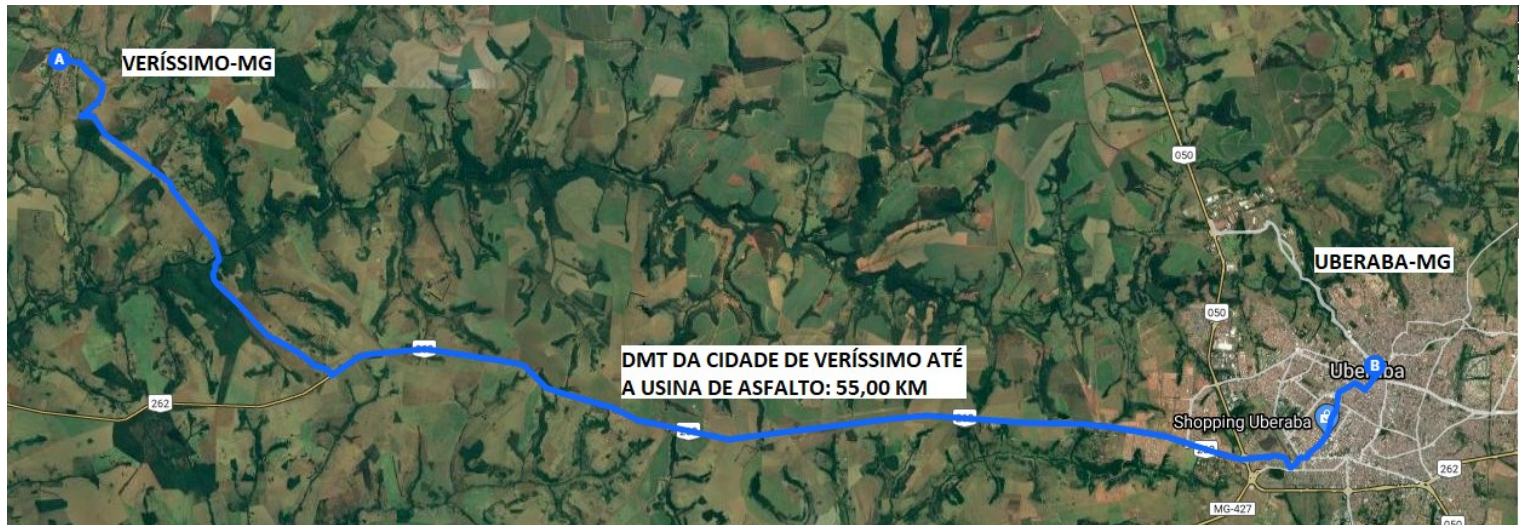 A
VERÍSSIMO-MG
050
UBERABA-MG
050
DMT DA CIDADE DE VERÍSSIMO ATÉ
A USINA DE ASFALTO: 55,00 KM
B
Uberaba
262
Shopping Uberaba
262
MG-427
050